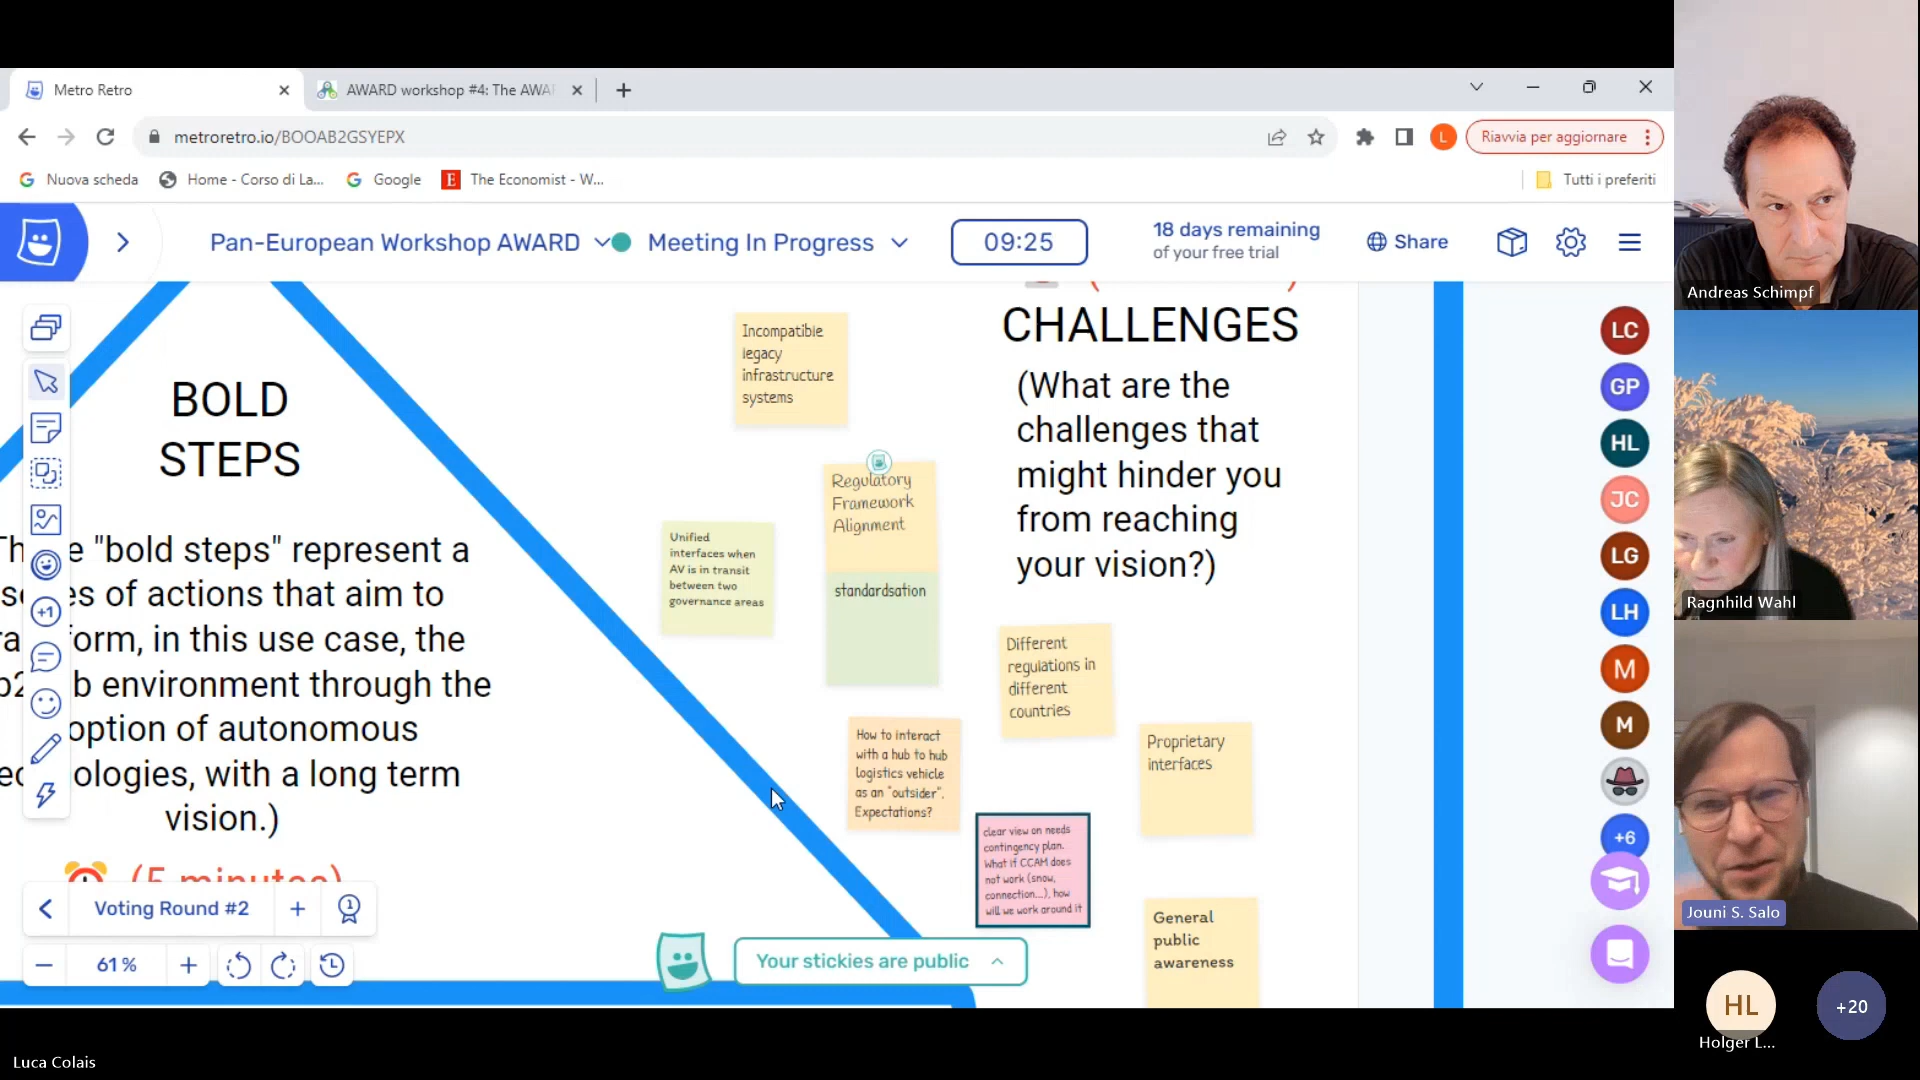 Metro Retro
AWARD workshop #4: The AWA
metroretro.io/BOOAB2GSYEPX
L
Riavvia per aggiornare
Nuova scheda
Home - Corso di La...
Google
The Economist - W...
Tutti i preferiti
Pan-European Workshop AWARD
Meeting In Progress
09:25
18 days remaining
of your free trial
Share
BOLD
STEPS
e "bold steps" represent a
es of actions that aim to
form, in this use case, the
b environment through the
option of autonomous
ologies, with a long term
vision.)
(5 minutes)
Incompatible
legacy
infrastructure
systems
Regulatory
Framework
Alignment
Unified
interfaces when
AV is in transit
between two
governance areas
standardsation
CHALLENGES
(What are the
challenges that
might hinder you
from reaching
your vision?)
Different
regulations in
different
countries
How to interact
with a hub to hub
logistics vehicle
as an "outsider".
Expectations?
Proprietary
interfaces
clear view on needs
contingency plan.
What if CCAM does
not work (snow,
connection...), how
will we work around it
General
public
awareness
+1
Voting Round #2
1
61%
Your stickies are public
LC
GP
HL
JC
LG
LH
M
M
+6
Andreas Schimpf
Ragnhild Wahl
Jouni S. Salo
HL
Holger L...
+20
Luca Colais